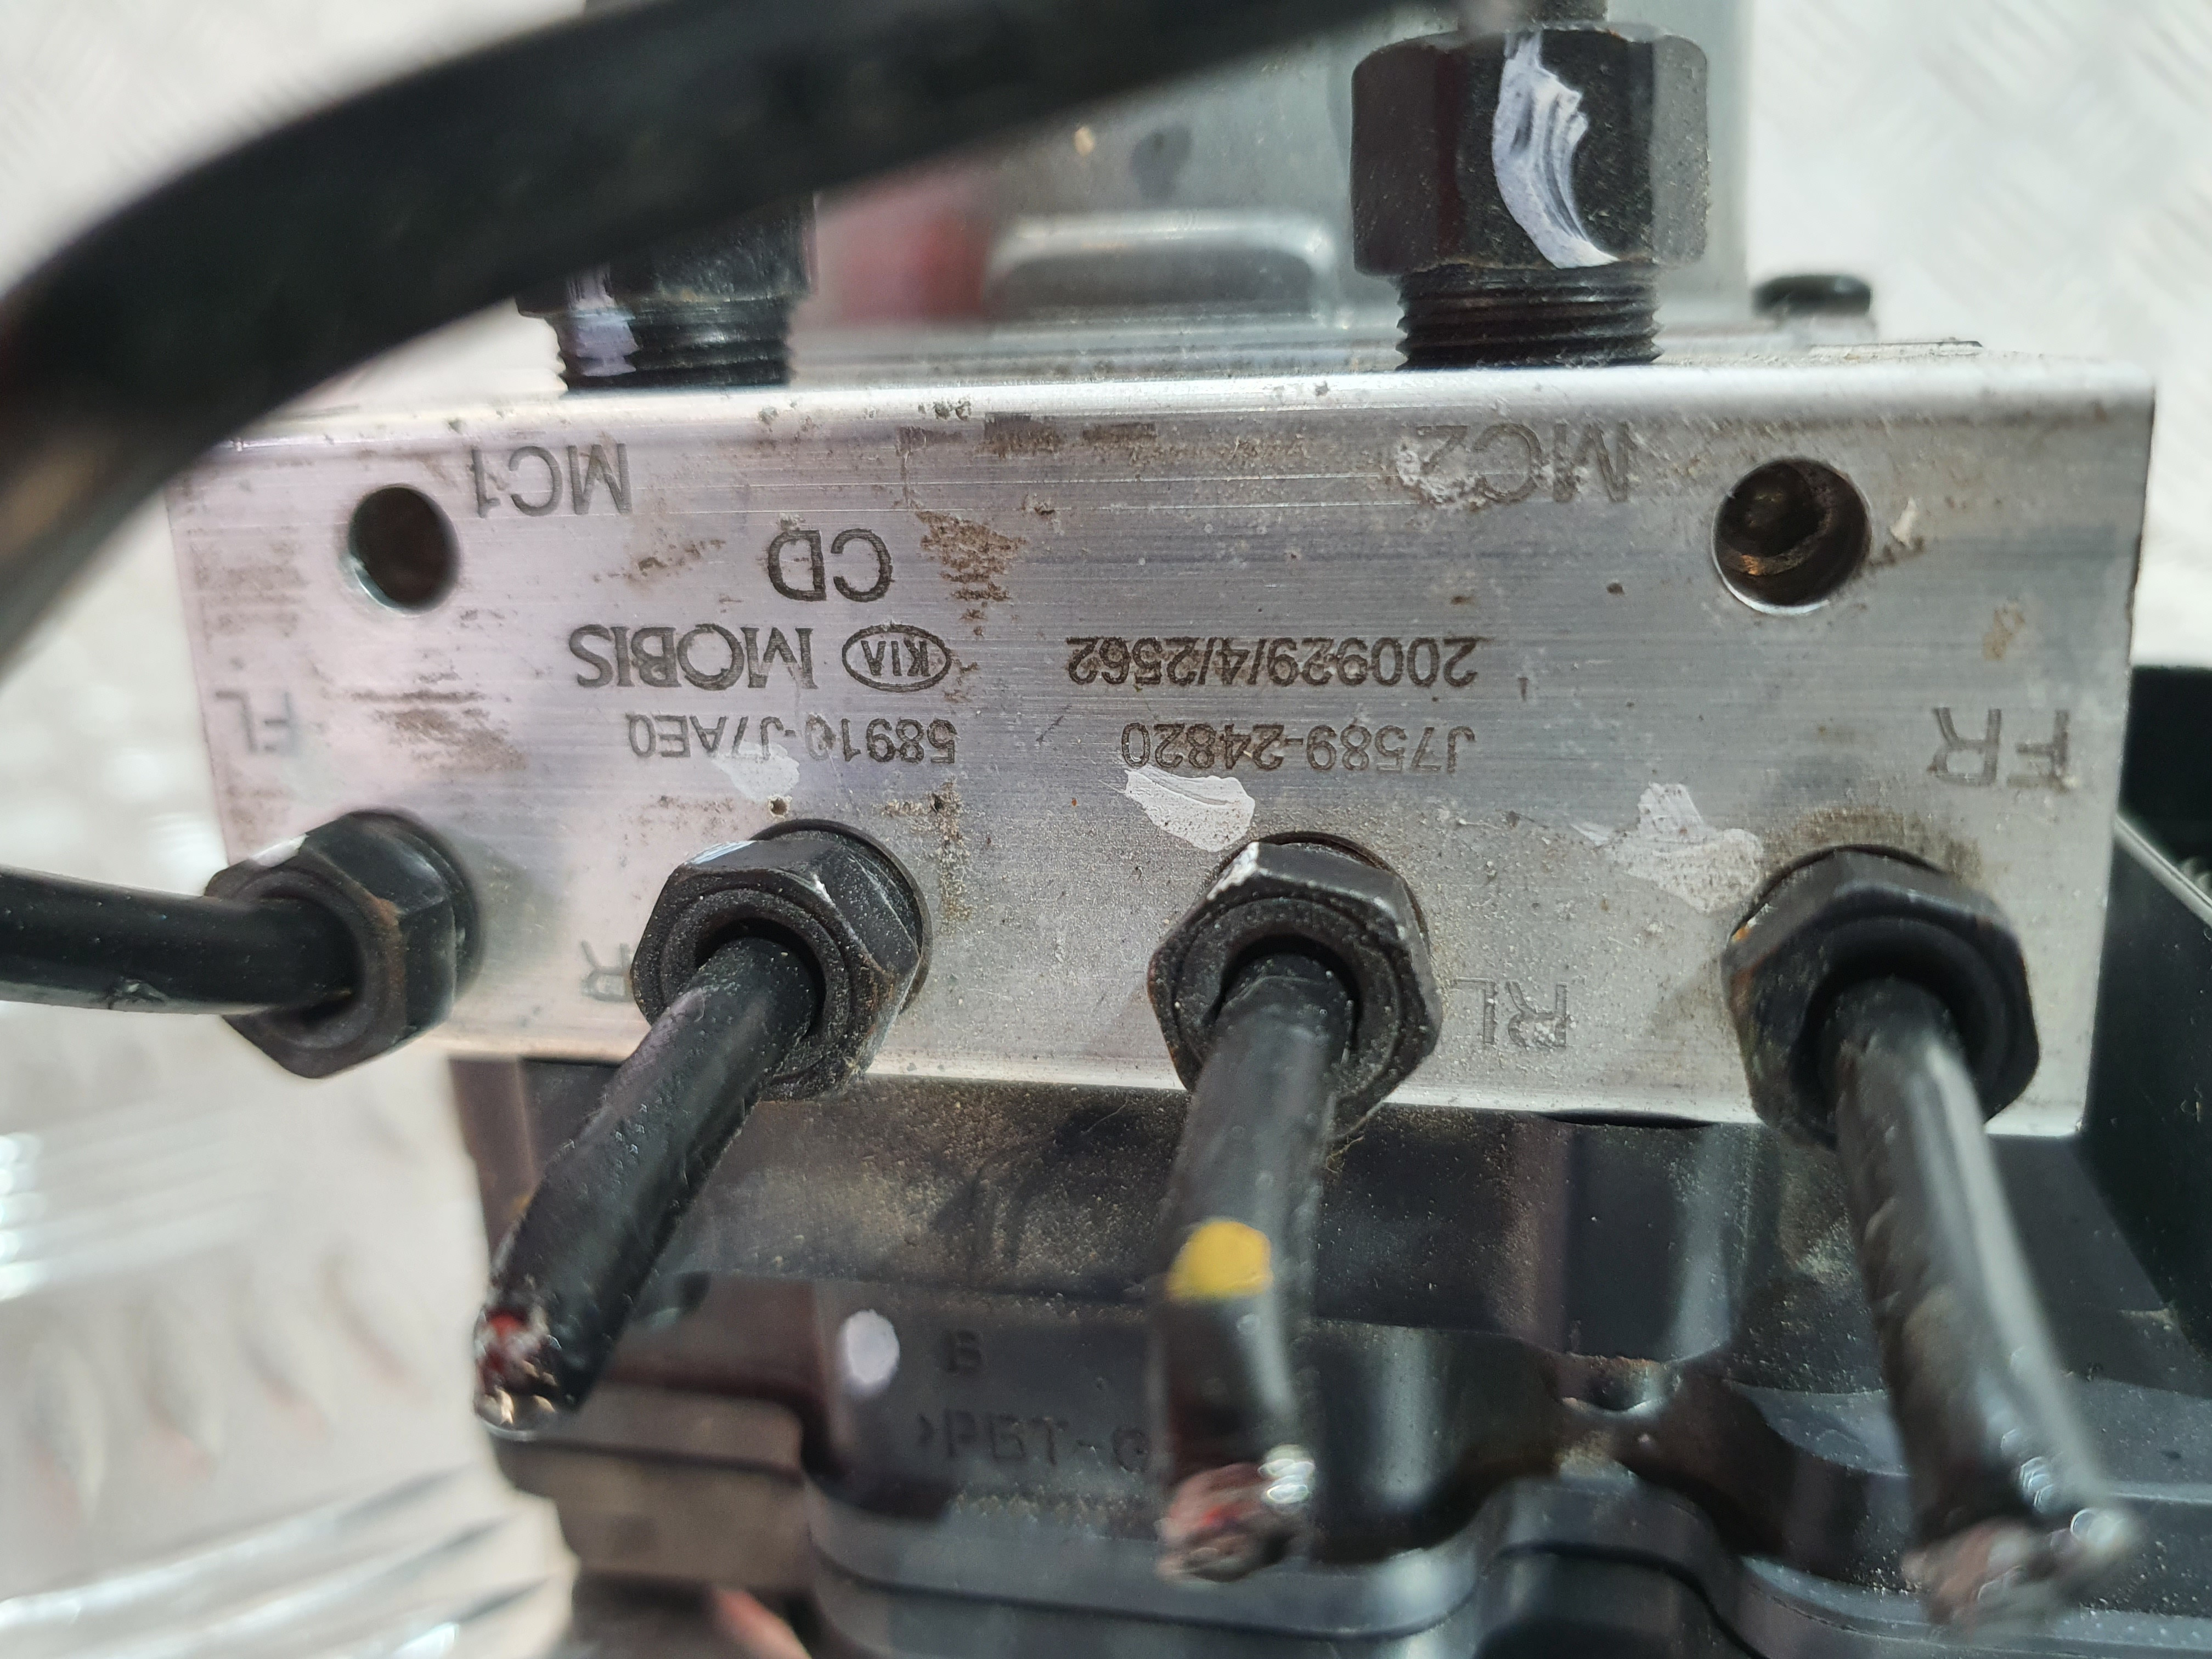 RL
FR
FL
J7589-24820 58910-J7AE0
200929/4/2562 KIA MOBIS
CD
MC2
MC1
>PBT-G